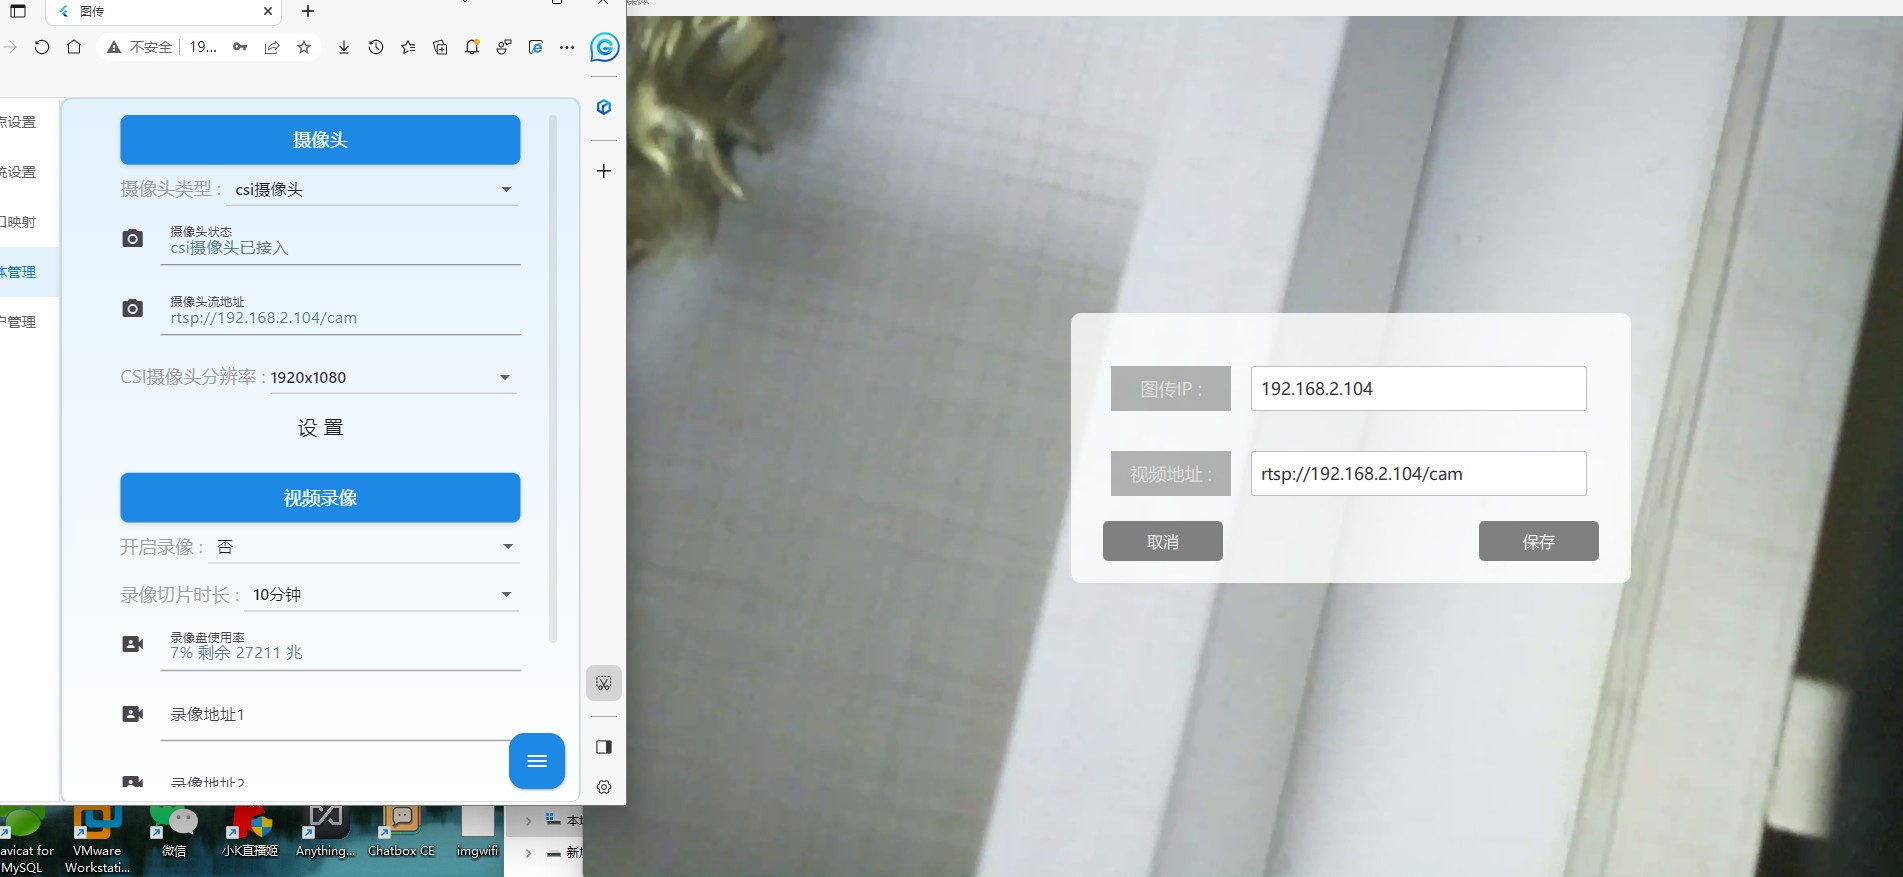 图传
不安全
19...
点设置
统设置
口映射
体管理
户管理
摄像头
摄像头类型 : csi摄像头
摄像头状态
csi摄像头已接入
摄像头流地址
rtsp://192.168.2.104/cam
CSI摄像头分辨率 : 1920x1080
设 置
视频录像
开启录像 : 否
录像切片时长 : 10分钟
录像盘使用率
7% 剩余 27211 兆
录像地址1
录像地址2
图传IP : 192.168.2.104
视频地址 : rtsp://192.168.2.104/cam
取消
保存
avicat for
MySQL
VMware
Workstati...
微信
小K直播姬
Anything...
Chatbox CE
imgwifi
本地
新加